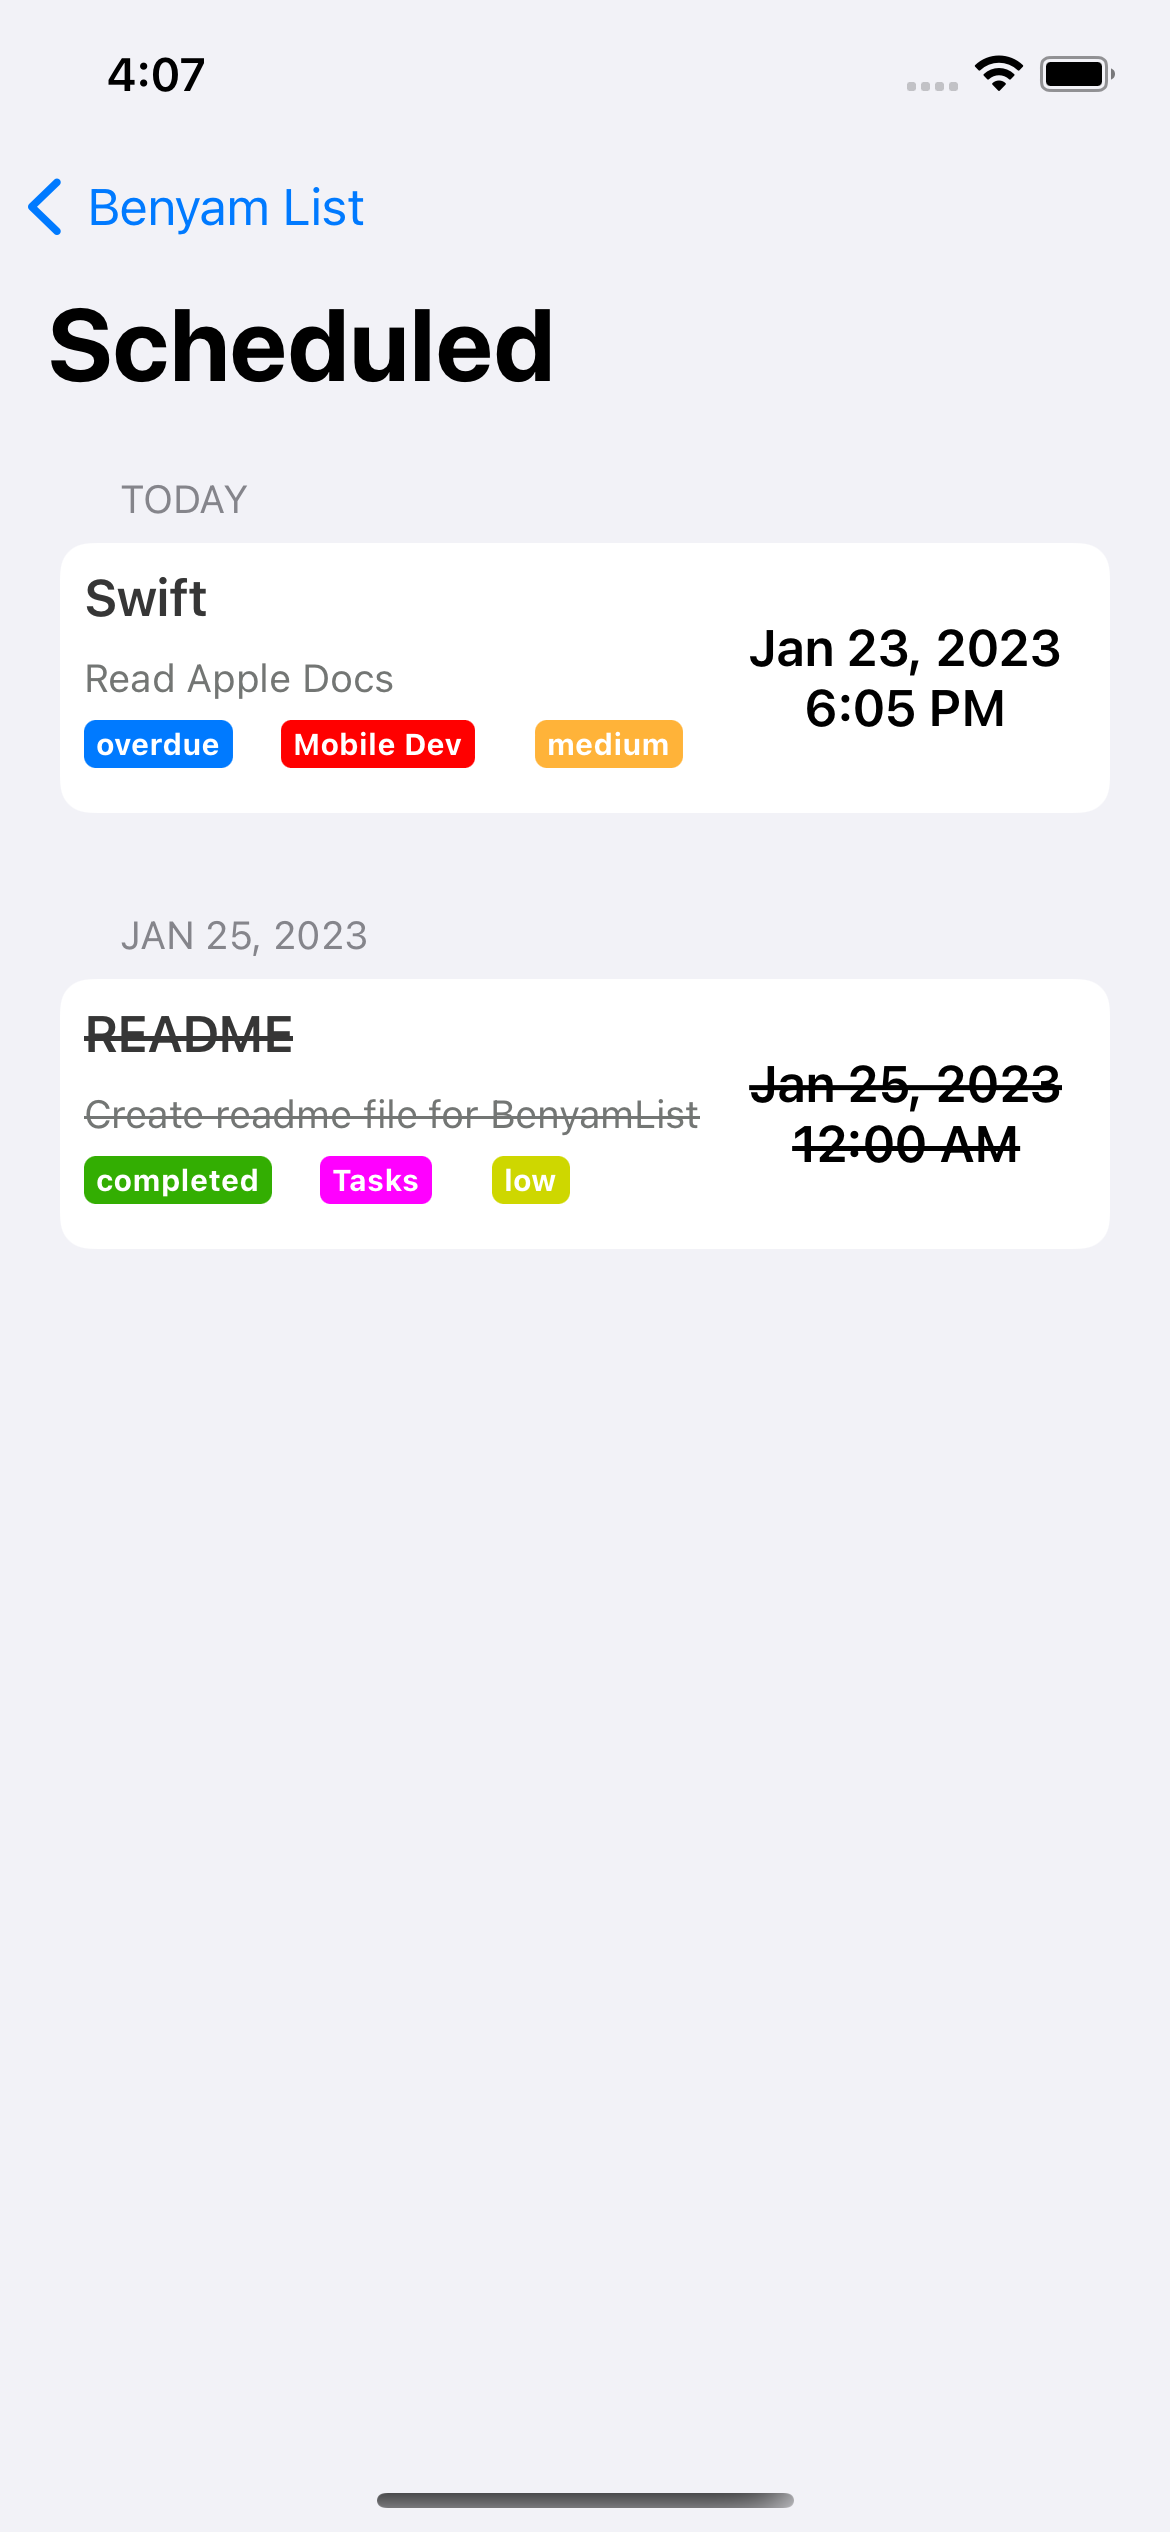 4:07
Benyam List
Scheduled
TODAY
Swift
Read Apple Docs
overdue Mobile Dev medium
Jan 23, 2023
6:05 PM
JAN 25, 2023
README
Create readme file for BenyamList
completed Tasks low
Jan 25, 2023
12:00 AM